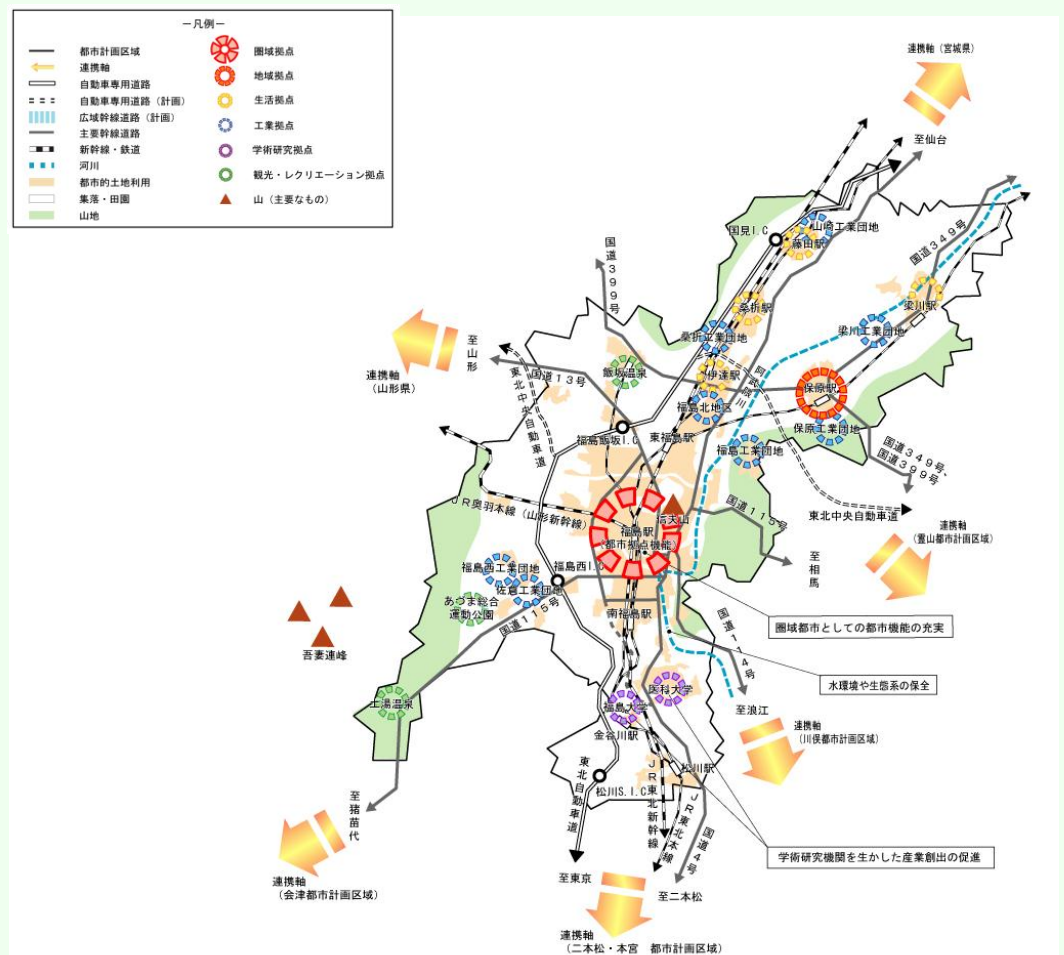 －凡例－
都市計画区域
連携軸
自動車専用道路
自動車専用道路（計画）
広域幹線道路（計画）
主要幹線道路
新幹線・鉄道
河川
都市的土地利用
集落・田園
山地
圏域拠点
地域拠点
生活拠点
工業拠点
学術研究拠点
観光・レクリエーション拠点
山（主要なもの）
連携軸（宮城県）
至仙台
山崎工業団地
藤田駅
国見I.C
国道399号
国道349号
桑折駅
梁川駅
梁川工業団地
桑折工業団地
阿武隈川
至山形
連携軸
（山形県）
国道13号
東北中央自動車道
飯坂温泉
伊達駅
保原駅
福島北地区
保原工業団地
福島飯坂I.C
東福島駅
福島工業団地
国道349号、
国道399号
東北中央自動車道
連携軸
（霊山都市計画区域）
JR奥羽本線（山形新幹線）
信夫山
国道115号
福島駅
（都市拠点機能）
至相馬
福島西工業団地
福島西I.C
佐倉工業団地
あづま総合
運動公園
国道115号
南福島駅
圏域都市としての都市機能の充実
吾妻連峰
国道114号
水環境や生態系の保全
土湯温泉
医科大学
福島大学
至浪江
金谷川駅
連携軸
（川俣都市計画区域）
松川駅
松川S.I.C
東北自動車道
JR東北新幹線
JR東北本線
国道4号
至猪苗代
学術研究機関を生かした産業創出の促進
至東京
至二本松
連携軸
（会津都市計画区域）
連携軸
（二本松・本宮　都市計画区域）